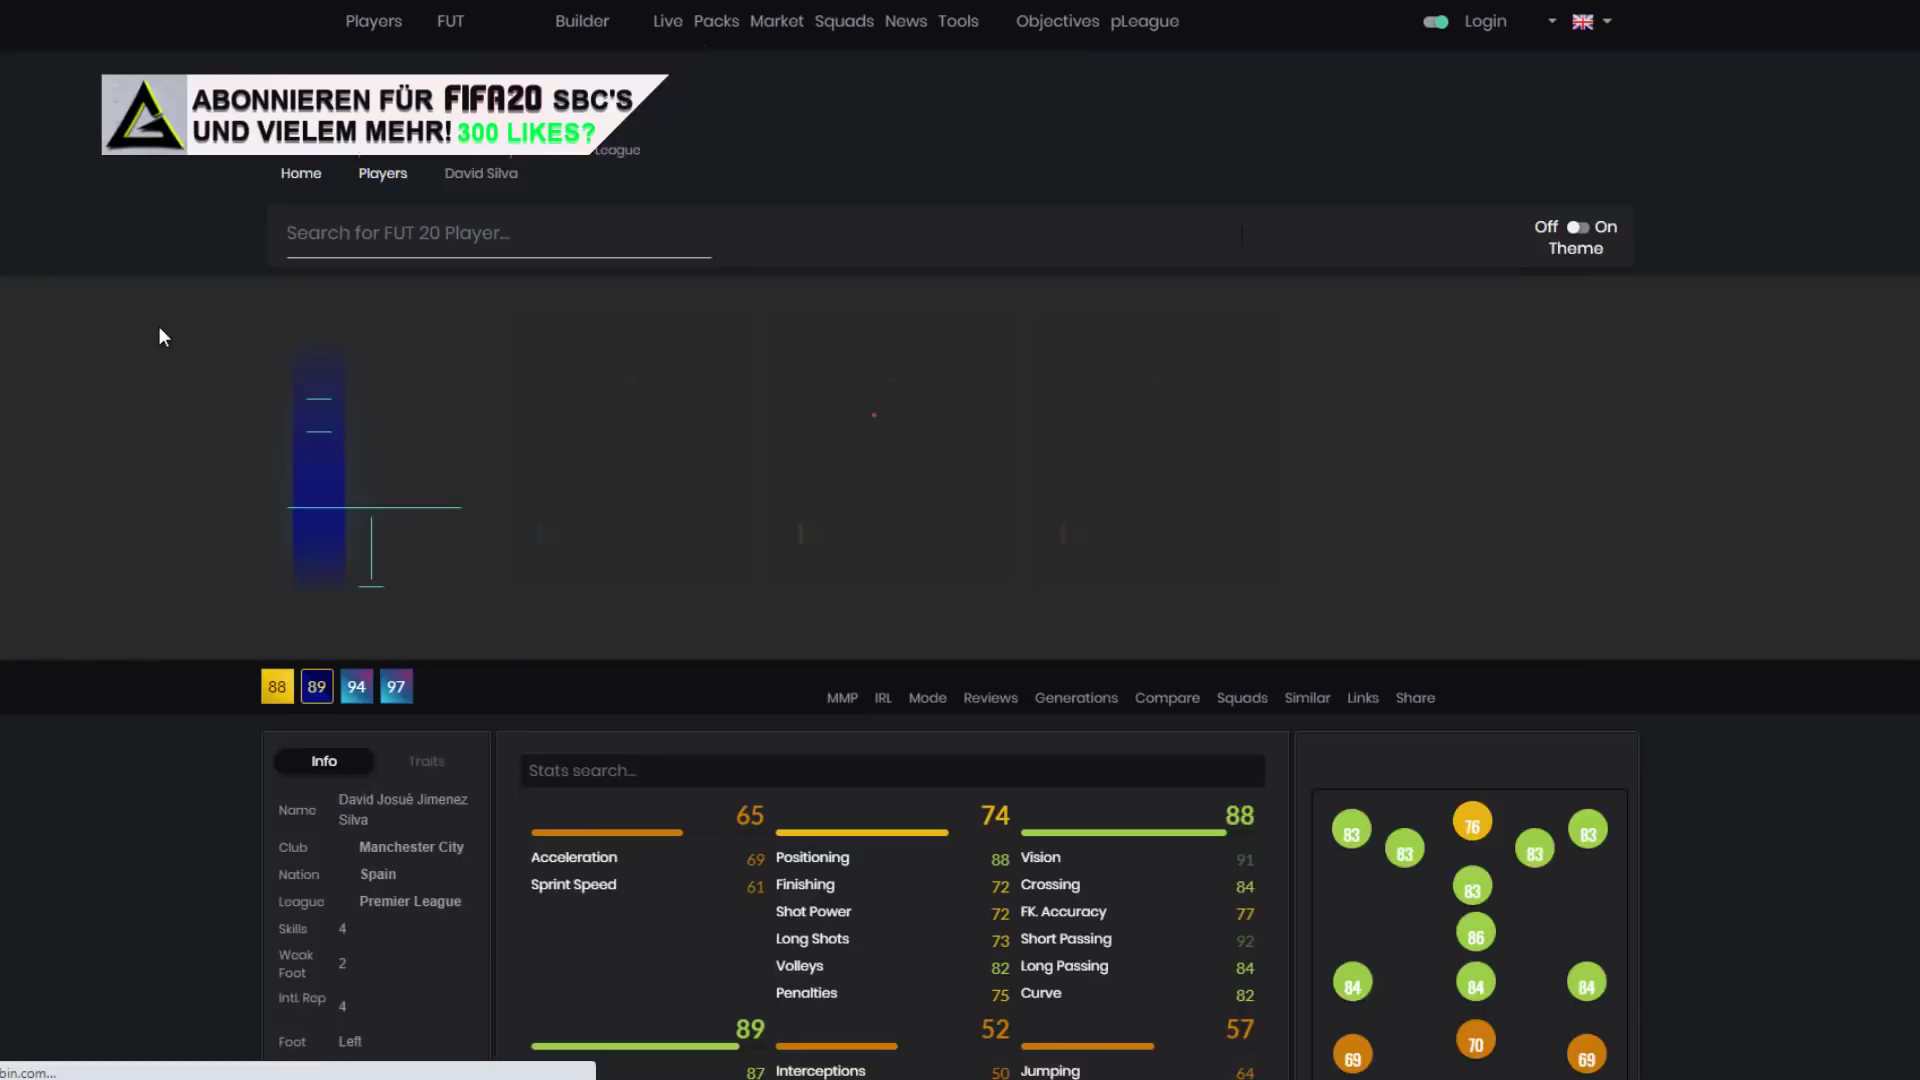 Players FUT Builder Live Packs Market Squads News Tools Objectives pLeague Login
ABONNIEREN FÜR FIFA20 SBC'S
UND VIELEM MEHR! 300 LIKES?
League
Home Players David Silva
Search for FUT 20 Player...
Off On
Theme
88 89 94 97
MMP IRL Mode Reviews Generations Compare Squads Similar Links Share
Info Traits
Name David Josué Jimenez
Silva
Club Manchester City
Nation Spain
League Premier League
Skills 4
Weak
Foot 2
Intl. Rep 4
Foot Left
Stats search...
65 74 88
Acceleration 69 Positioning 88 Vision 91
Sprint Speed 61 Finishing 72 Crossing 84
Shot Power 72 FK. Accuracy 77
Long Shots 73 Short Passing 92
Volleys 82 Long Passing 84
Penalties 75 Curve 82
89 52 57
87 Interceptions 50 Jumping 64
83 76 83
83 83
83
86
84 84 84
69 70 69
bin.com...